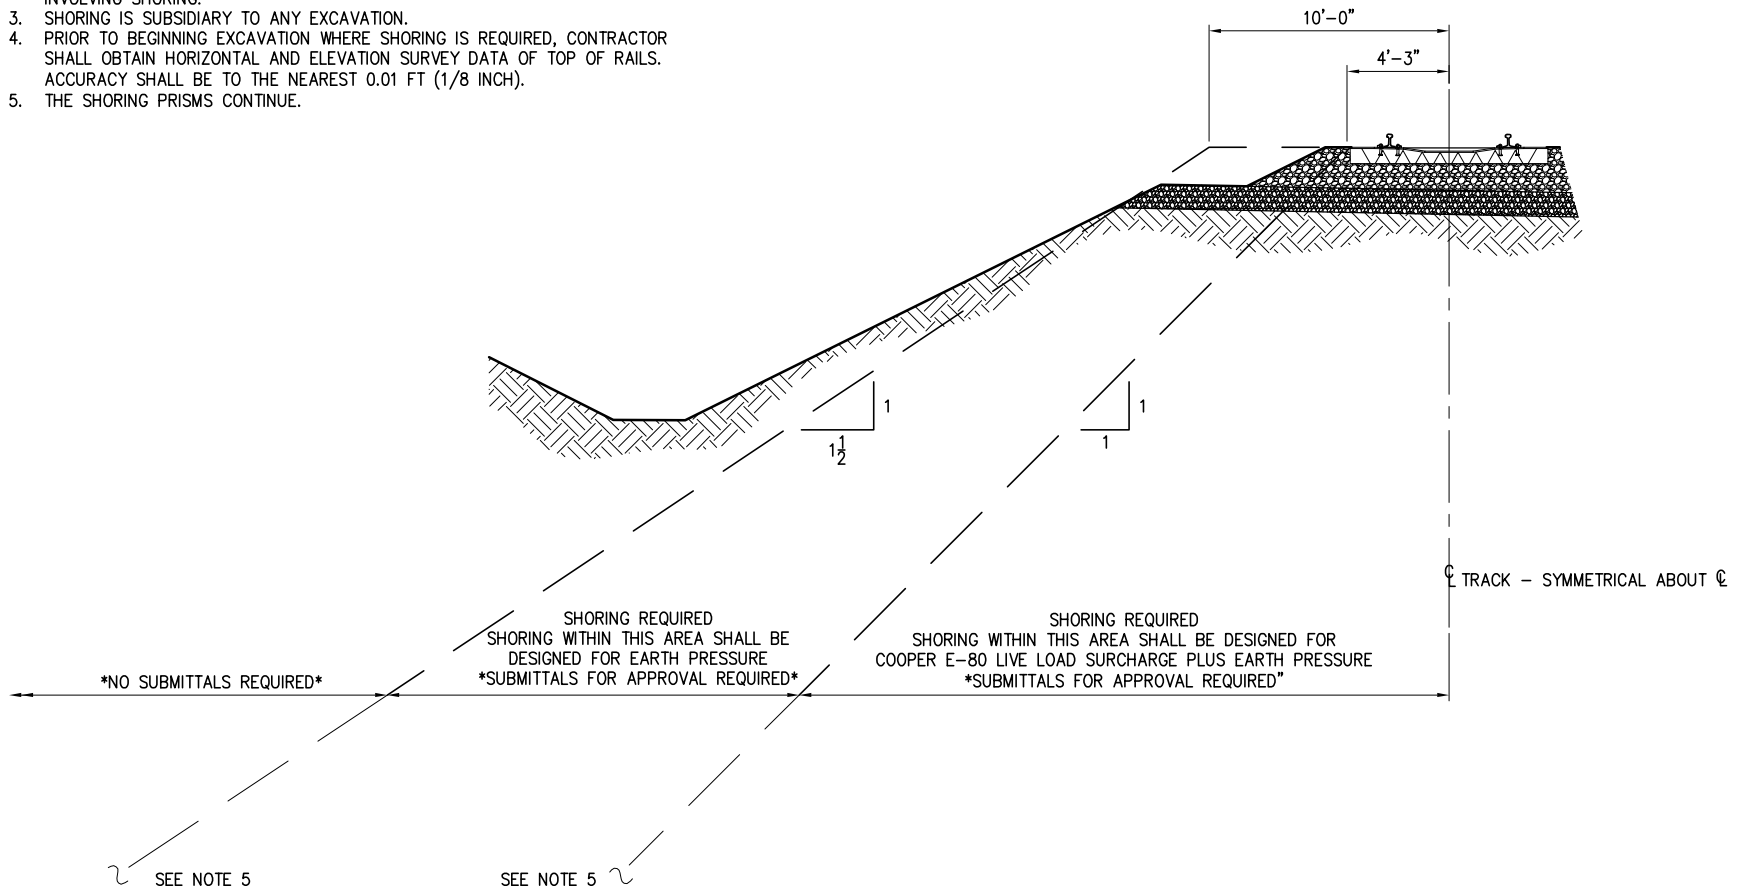 INVOLVING SHORING.
3. SHORING IS SUBSIDIARY TO ANY EXCAVATION.
4. PRIOR TO BEGINNING EXCAVATION WHERE SHORING IS REQUIRED, CONTRACTOR
SHALL OBTAIN HORIZONTAL AND ELEVATION SURVEY DATA OF TOP OF RAILS.
ACCURACY SHALL BE TO THE NEAREST 0.01 FT (1/8 INCH).
5. THE SHORING PRISMS CONTINUE.
10'-0"
4'-3"
1
1 1/2
1
1
℄ TRACK - SYMMETRICAL ABOUT ℄
*NO SUBMITTALS REQUIRED*
SHORING REQUIRED
SHORING WITHIN THIS AREA SHALL BE
DESIGNED FOR EARTH PRESSURE
*SUBMITTALS FOR APPROVAL REQUIRED*
SHORING REQUIRED
SHORING WITHIN THIS AREA SHALL BE DESIGNED FOR
COOPER E-80 LIVE LOAD SURCHARGE PLUS EARTH PRESSURE
*SUBMITTALS FOR APPROVAL REQUIRED"
SEE NOTE 5
SEE NOTE 5